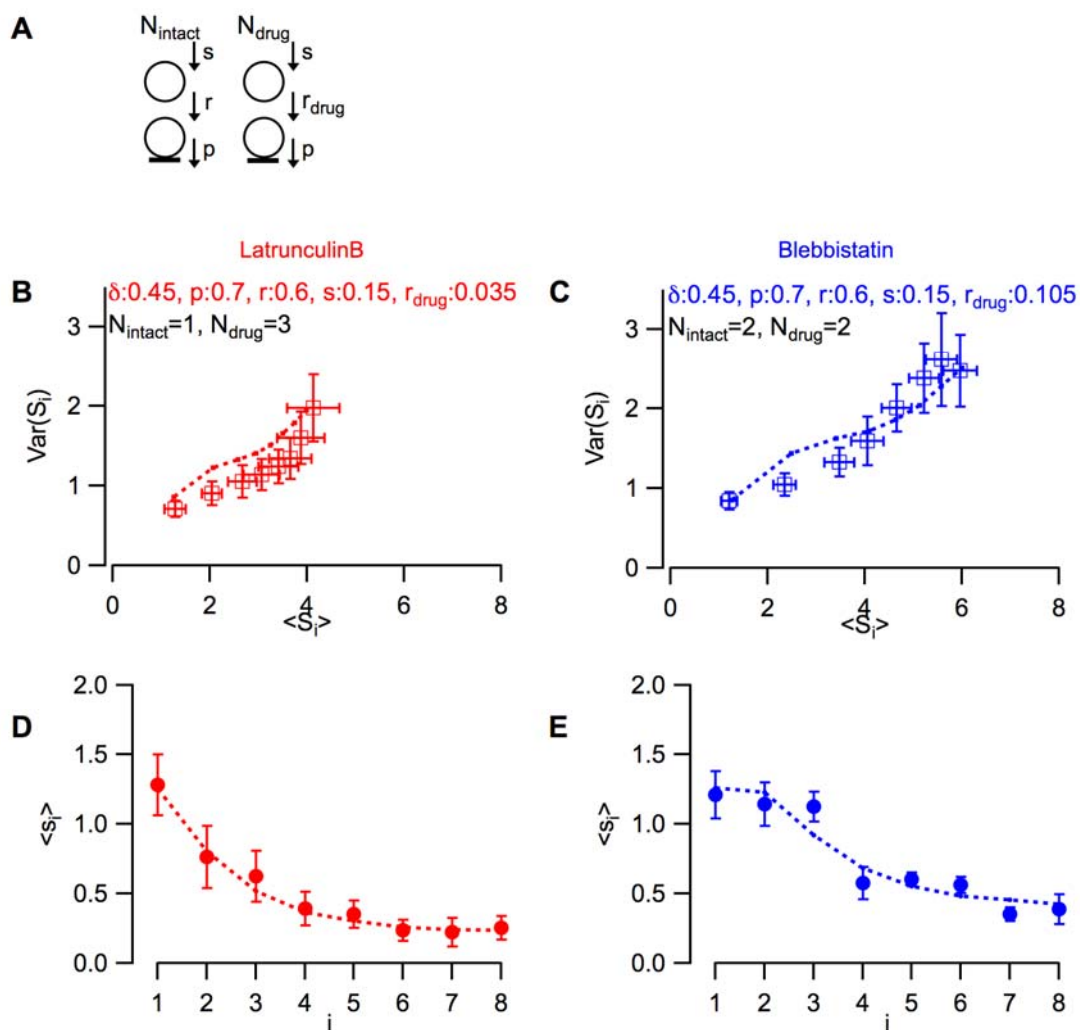 A
N_intact N_drug
s s
r r_drug
p p
LatrunculinB
Blebbistatin
B
δ:0.45, p:0.7, r:0.6, s:0.15, r_drug:0.035
N_intact=1, N_drug=3
3
2
1
0
Var(S_i)
0 2 4 6 8
<S_i>
C
δ:0.45, p:0.7, r:0.6, s:0.15, r_drug:0.105
N_intact=2, N_drug=2
3
2
1
0
Var(S_i)
0 2 4 6 8
<S_i>
D
2.0
1.5
1.0
0.5
0.0
<s_i>
1 2 3 4 5 6 7 8
i
E
2.0
1.5
1.0
0.5
0.0
<s_i>
1 2 3 4 5 6 7 8
i